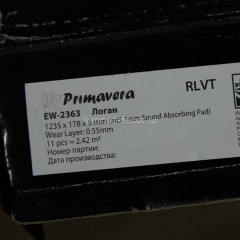 Primavera
RLVT
EW-2363 Логан
1235 x 178 x 5 mm (incl 1mm Sound Absorbing Pad)
Wear Layer: 0.55mm
11 pcs = 2.42 m²
Номер партии:
Дата производства: